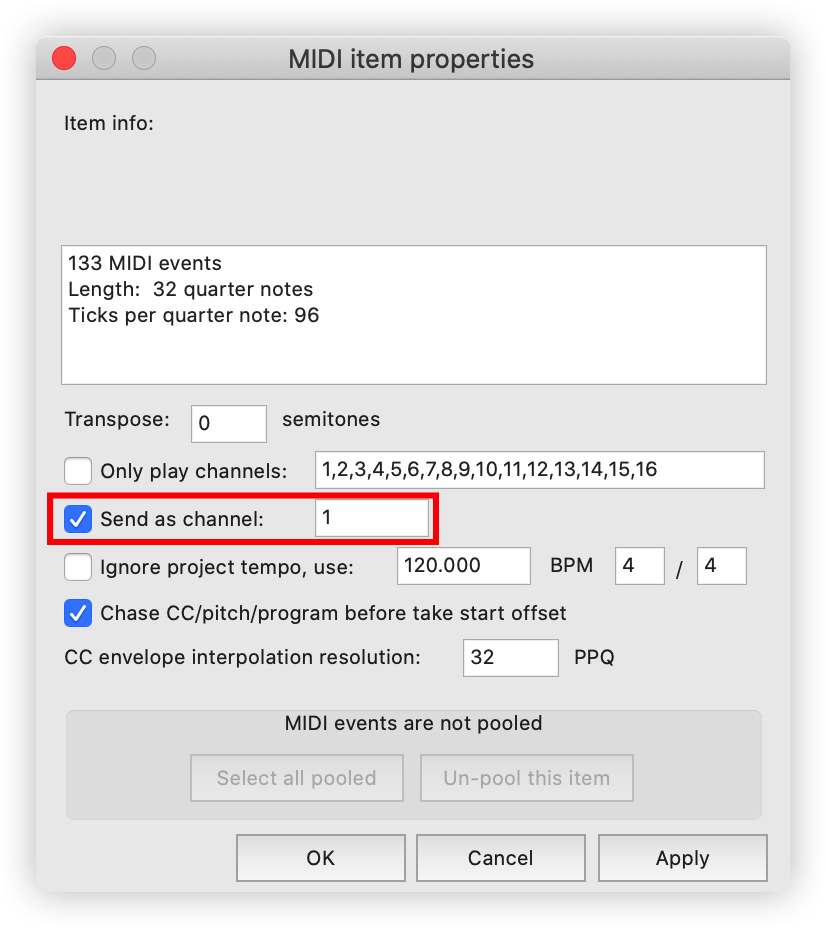 MIDI item properties
Item info:
133 MIDI events
Length:  32 quarter notes
Ticks per quarter note: 96
Transpose: 0 semitones
Only play channels: 1,2,3,4,5,6,7,8,9,10,11,12,13,14,15,16
Send as channel: 1
Ignore project tempo, use: 120.000 BPM 4 / 4
Chase CC/pitch/program before take start offset
CC envelope interpolation resolution: 32 PPQ
MIDI events are not pooled
Select all pooled Un-pool this item
OK Cancel Apply